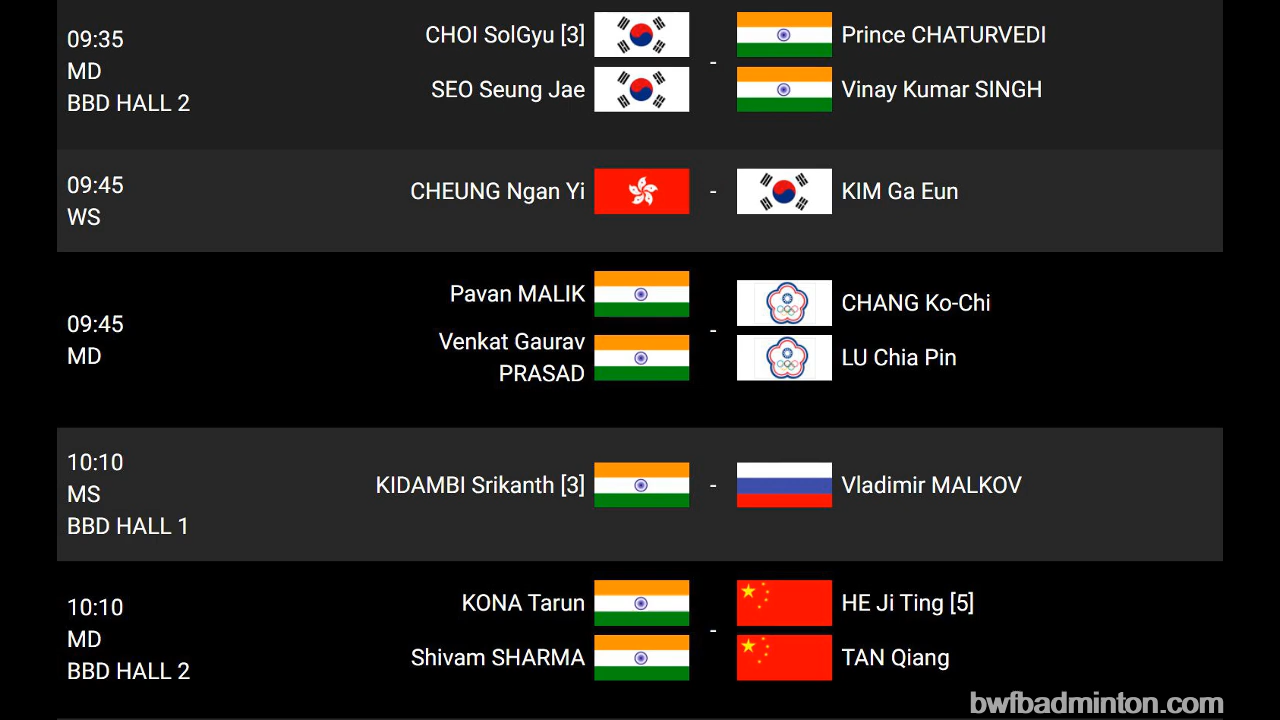 09:35
MD
BBD HALL 2
CHOI SolGyu [3]
SEO Seung Jae
-
Prince CHATURVEDI
Vinay Kumar SINGH
09:45
WS
CHEUNG Ngan Yi
-
KIM Ga Eun
09:45
MD
Pavan MALIK
Venkat Gaurav
PRASAD
-
CHANG Ko-Chi
LU Chia Pin
10:10
MS
BBD HALL 1
KIDAMBI Srikanth [3]
-
Vladimir MALKOV
10:10
MD
BBD HALL 2
KONA Tarun
Shivam SHARMA
-
HE Ji Ting [5]
TAN Qiang
bwfbadminton.com